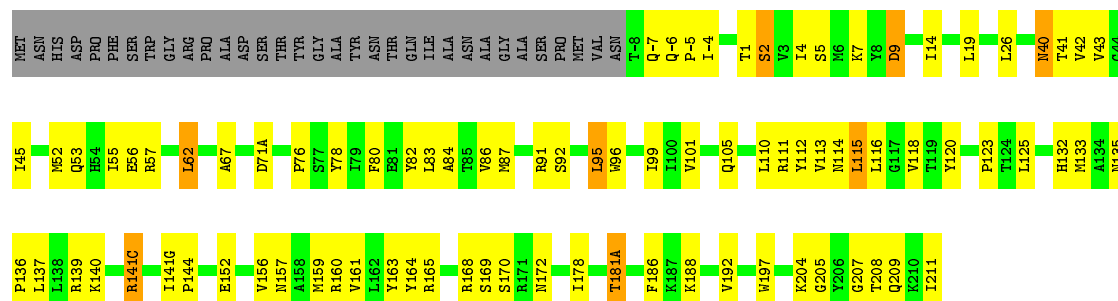 MET ASN HIS ASP PRO PHE SER TRP GLY ARG PRO ALA ASP SER THR TYR GLY ALA TYR ASN THR GLN ILE ALA ASN ALA GLY ALA SER PRO MET VAL ASN T-8 Q-7 Q-6 P-5 I-4 T1 S2 V3 I4 S5 M6 K7 Y8 D9 I14 L19 L26 N40 T41 V42 V43 G44
I45 M52 Q53 H54 I55 E56 R57 L62 A67 D71A P76 S77 Y78 I79 F80 E81 Y82 L83 A84 T85 V86 M87 R91 S92 L95 W96 I99 I100 V101 Q105 L110 R111 Y112 V113 N114 L115 L116 G117 V118 T119 Y120 P123 T124 L125 H132 M133 A134 N135
P136 L137 L138 R139 K140 R141C I141G P144 E152 V156 N157 A158 M159 R160 V161 L162 Y163 Y164 R165 R168 S169 S170 R171 N172 I178 T181A F186 K187 K188 V192 W197 K204 G205 Y206 G207 T208 Q209 K210 I211